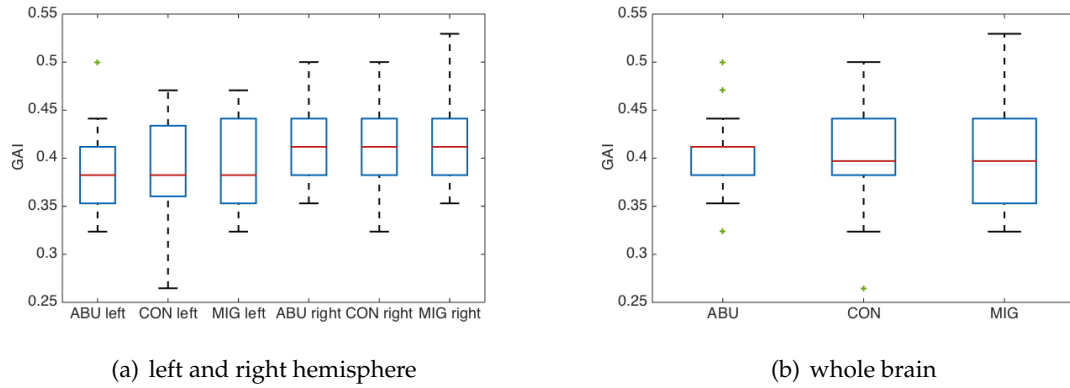 0.55
0.5
0.45
0.4
0.35
0.3
0.25
GAI
ABU left CON left MIG left ABU right CON right MIG right
(a) left and right hemisphere
0.55
0.5
0.45
0.4
0.35
0.3
0.25
GAI
ABU CON MIG
(b) whole brain